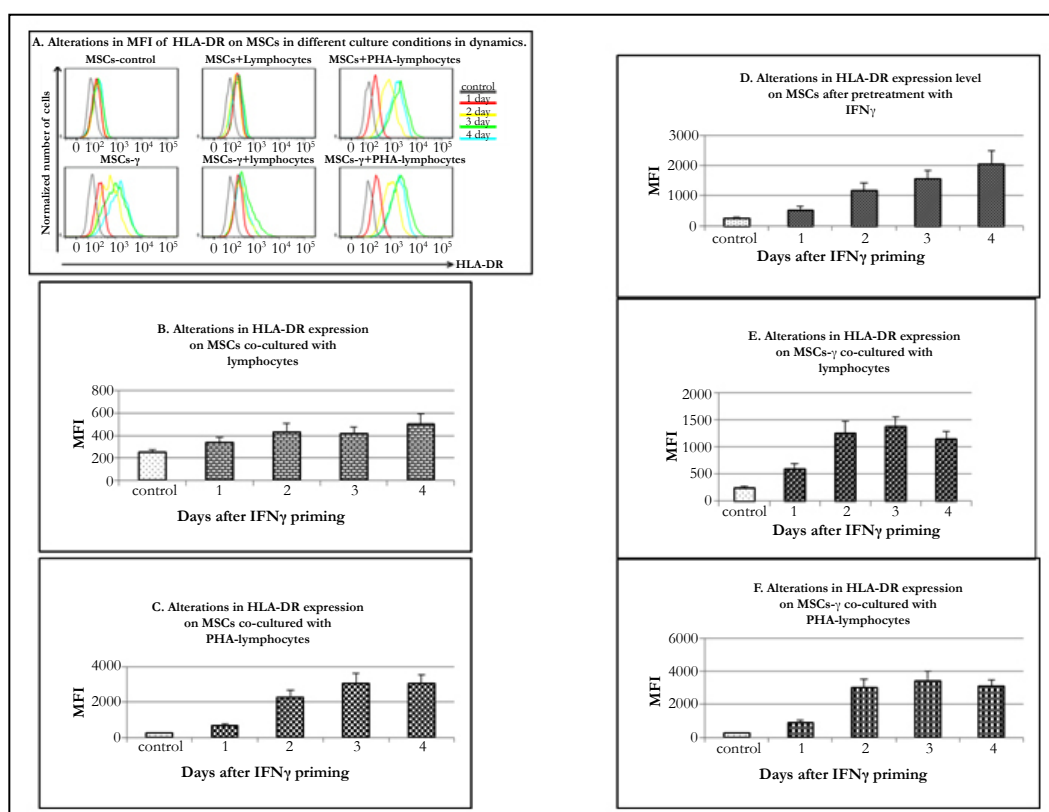 A. Alterations in MFI of HLA-DR on MSCs in different culture conditions in dynamics.
MSCs-control MSCs+Lymphocytes MSCs+PHA-lymphocytes
control
1 day
2 day
3 day
4 day
0 10² 10³ 10⁴ 10⁵ 0 10² 10³ 10⁴ 10⁵ 0 10² 10³ 10⁴ 10⁵
MSCs-γ MSCs-γ+lymphocytes MSCs-γ+PHA-lymphocytes
0 10² 10³ 10⁴ 10⁵ 0 10² 10³ 10⁴ 10⁵ 0 10² 10³ 10⁴ 10⁵
Normalized number of cells
HLA-DR
B. Alterations in HLA-DR expression
on MSCs co-cultured with
lymphocytes
800
600
400
200
0
MFI
control 1 2 3 4
Days after IFNγ priming
C. Alterations in HLA-DR expression
on MSCs co-cultured with
PHA-lymphocytes
4000
2000
0
MFI
control 1 2 3 4
Days after IFNγ priming
D. Alterations in HLA-DR expression level
on MSCs after pretreatment with
IFNγ
3000
2000
1000
0
MFI
control 1 2 3 4
Days after IFNγ priming
E. Alterations in HLA-DR expression
on MSCs-γ co-cultured with
lymphocytes
2000
1500
1000
500
0
MFI
control 1 2 3 4
Days after IFNγ priming
F. Alterations in HLA-DR expression
on MSCs-γ co-cultured with
PHA-lymphocytes
6000
4000
2000
0
MFI
control 1 2 3 4
Days after IFNγ priming